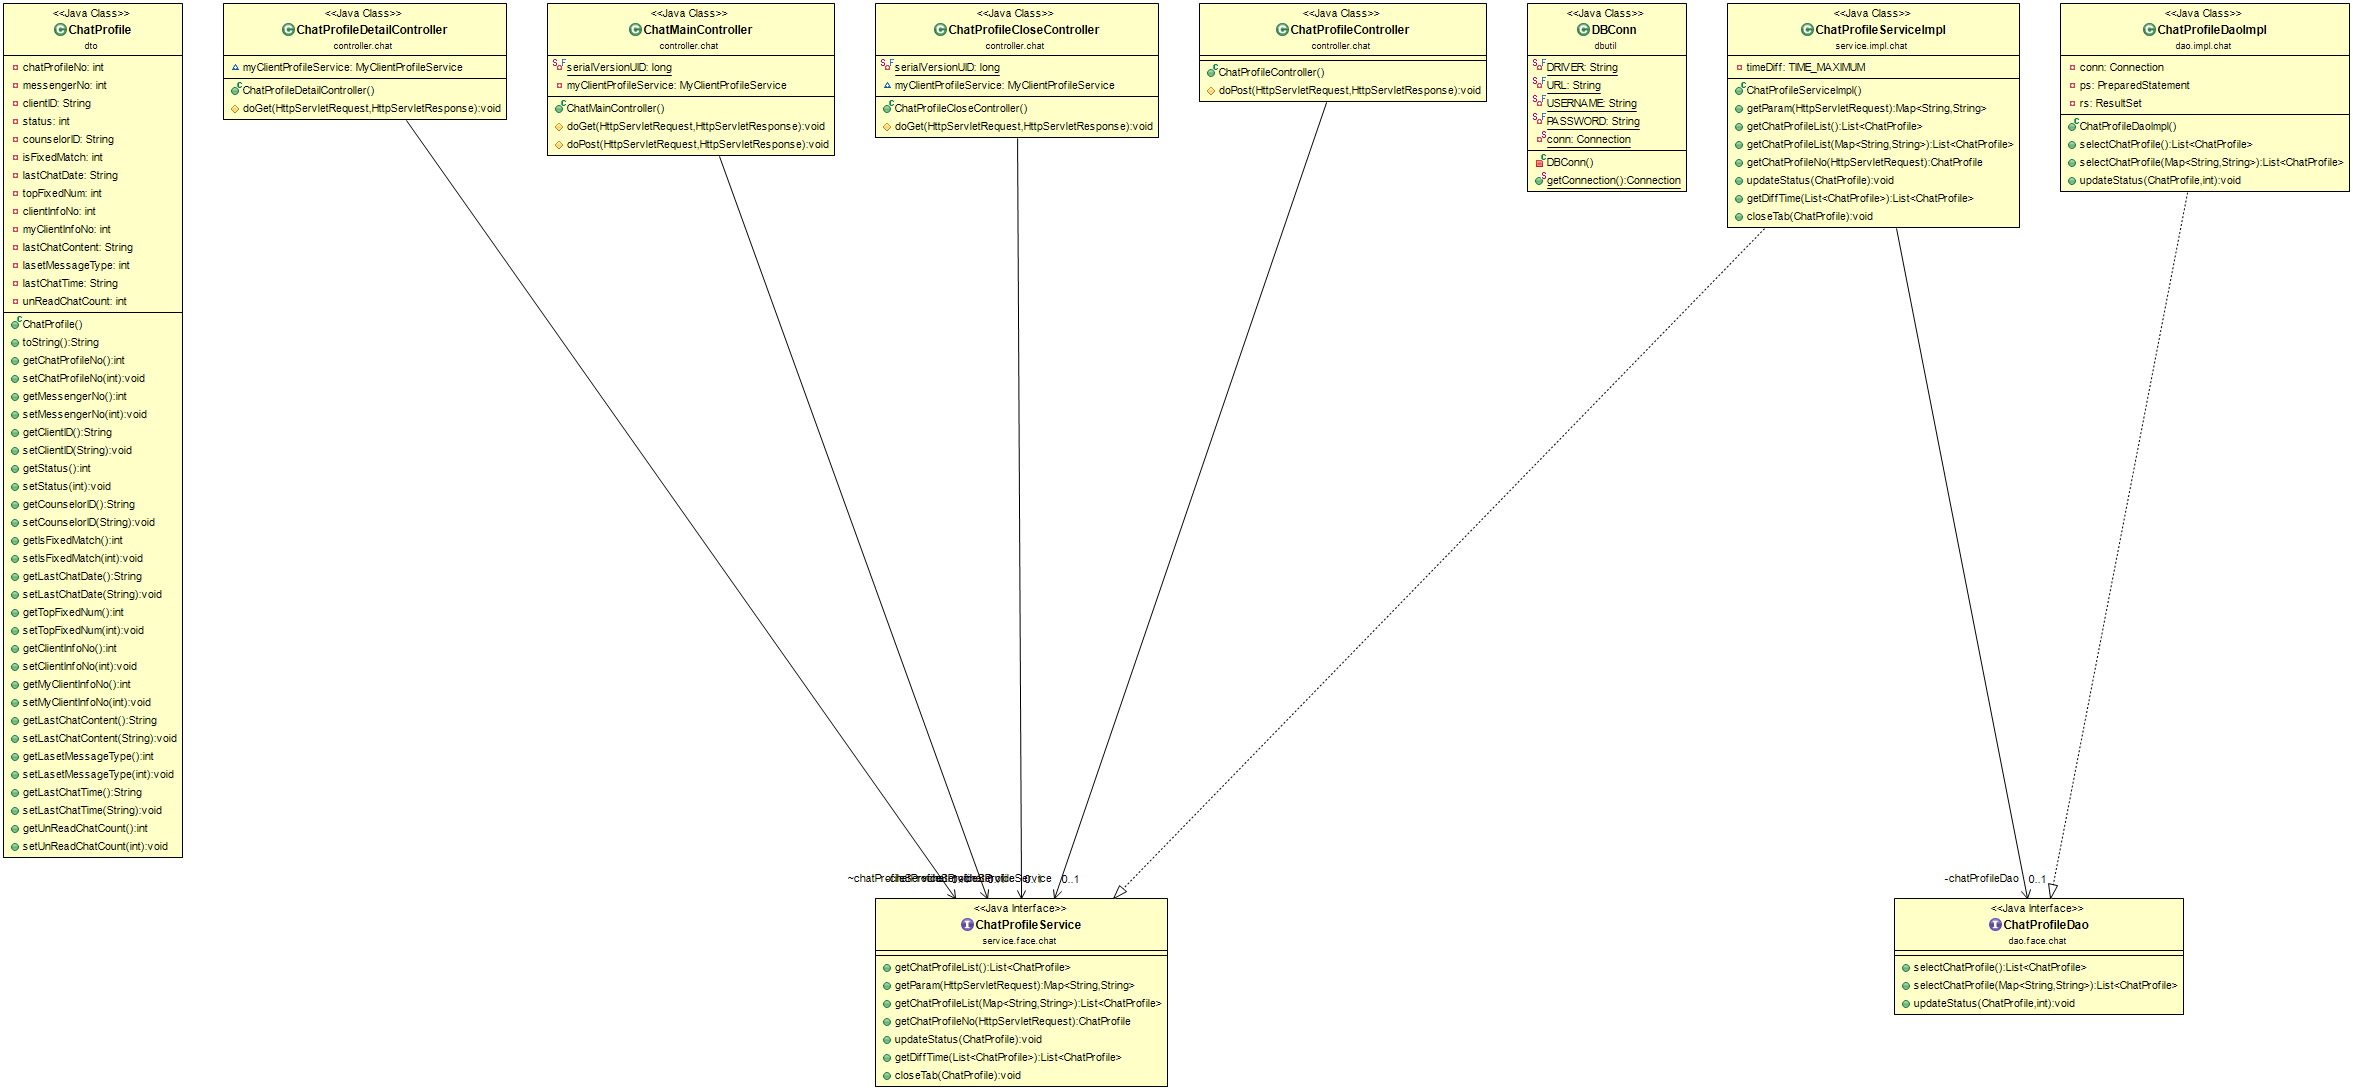 <<Java Class>>
ChatProfile
dto
chatProfileNo: int
messengerNo: int
clientID: String
status: int
counselorID: String
isFixedMatch: int
lastChatDate: String
topFixedNum: int
clientInfoNo: int
myClientInfoNo: int
lastChatContent: String
lasetMessageType: int
lastChatTime: String
unReadChatCount: int
ChatProfile()
toString():String
getChatProfileNo():int
setChatProfileNo(int):void
getMessengerNo():int
setMessengerNo(int):void
getClientID():String
setClientID(String):void
getStatus():int
setStatus(int):void
getCounselorID():String
setCounselorID(String):void
getIsFixedMatch():int
setIsFixedMatch(int):void
getLastChatDate():String
setLastChatDate(String):void
getTopFixedNum():int
setTopFixedNum(int):void
getClientInfoNo():int
setClientInfoNo(int):void
getMyClientInfoNo():int
setMyClientInfoNo(int):void
getLastChatContent():String
setLastChatContent(String):void
getLasetMessageType():int
setLasetMessageType(int):void
getLastChatTime():String
setLastChatTime(String):void
getUnReadChatCount():int
setUnReadChatCount(int):void
<<Java Class>>
ChatProfileDetailController
controller.chat
myClientProfileService: MyClientProfileService
ChatProfileDetailController()
doGet(HttpServletRequest,HttpServletResponse):void
<<Java Class>>
ChatMainController
controller.chat
serialVersionUID: long
myClientProfileService: MyClientProfileService
ChatMainController()
doGet(HttpServletRequest,HttpServletResponse):void
doPost(HttpServletRequest,HttpServletResponse):void
<<Java Class>>
ChatProfileCloseController
controller.chat
serialVersionUID: long
myClientProfileService: MyClientProfileService
ChatProfileCloseController()
doGet(HttpServletRequest,HttpServletResponse):void
<<Java Class>>
ChatProfileController
controller.chat
ChatProfileController()
doPost(HttpServletRequest,HttpServletResponse):void
<<Java Class>>
DBConn
dbutil
DRIVER: String
URL: String
USERNAME: String
PASSWORD: String
conn: Connection
DBConn()
getConnection():Connection
<<Java Class>>
ChatProfileServiceImpl
service.impl.chat
timeDiff: TIME_MAXIMUM
ChatProfileServiceImpl()
getParam(HttpServletRequest):Map<String,String>
getChatProfileList():List<ChatProfile>
getChatProfileList(Map<String,String>):List<ChatProfile>
getChatProfileNo(HttpServletRequest):ChatProfile
updateStatus(ChatProfile):void
getDiffTime(List<ChatProfile>):List<ChatProfile>
closeTab(ChatProfile):void
<<Java Class>>
ChatProfileDaoImpl
dao.impl.chat
conn: Connection
ps: PreparedStatement
rs: ResultSet
ChatProfileDaoImpl()
selectChatProfile():List<ChatProfile>
selectChatProfile(Map<String,String>):List<ChatProfile>
updateStatus(ChatProfile,int):void
0..1
-chatProfileDao 0..1
<<Java Interface>>
ChatProfileService
service.face.chat
getChatProfileList():List<ChatProfile>
getParam(HttpServletRequest):Map<String,String>
getChatProfileList(Map<String,String>):List<ChatProfile>
getChatProfileNo(HttpServletRequest):ChatProfile
updateStatus(ChatProfile):void
getDiffTime(List<ChatProfile>):List<ChatProfile>
closeTab(ChatProfile):void
<<Java Interface>>
ChatProfileDao
dao.face.chat
selectChatProfile():List<ChatProfile>
selectChatProfile(Map<String,String>):List<ChatProfile>
updateStatus(ChatProfile,int):void